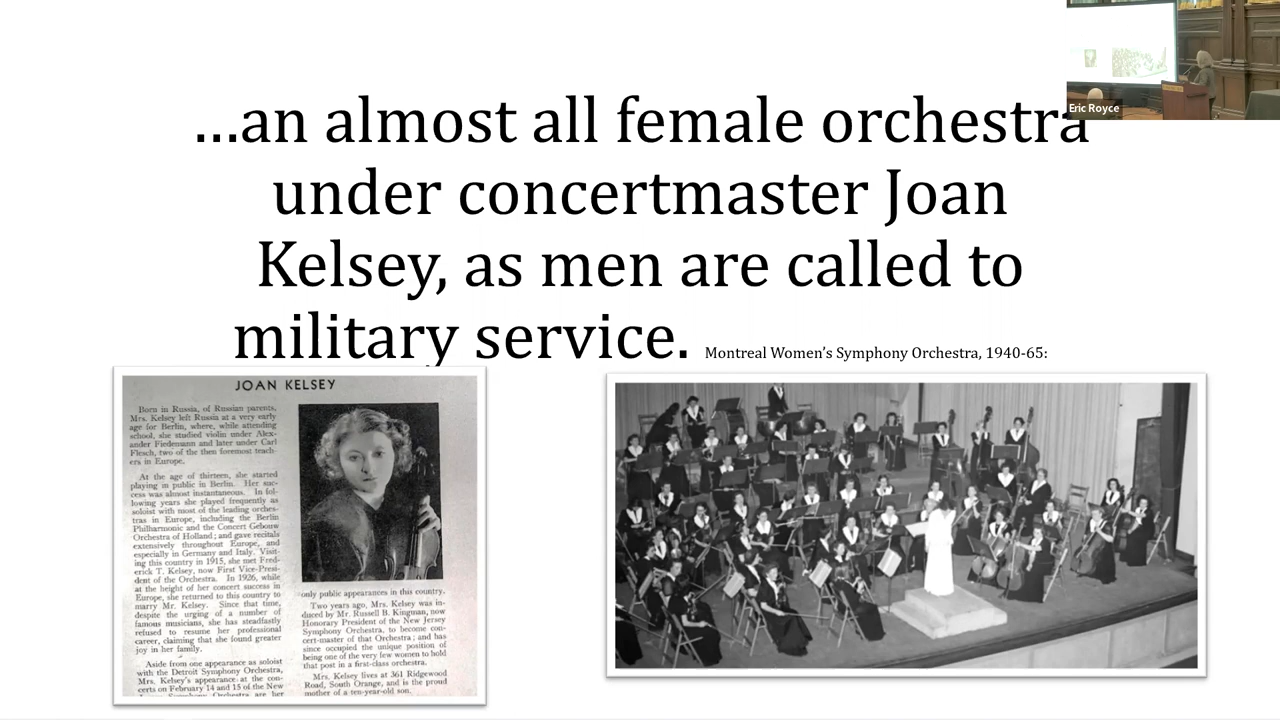 ...an almost all female orchestra
under concertmaster Joan
Kelsey, as men are called to
military service. Montreal Women's Symphony Orchestra, 1940-65:
Eric Royce
JOAN KELSEY
Born in Russia, of Russian parents,
Mrs. Kelsey left Russia at a very early
age for Berlin, where, while attending
school, she studied violin under Alex-
ander Fiedemann and later under Carl
Flesch, two of the then foremost teach-
ers in Europe.
At the age of thirteen, she started
playing in public in Berlin. Her suc-
cess was almost instantaneous. In fol-
lowing years she played frequently as
soloist with most of the leading orches-
tras in Europe, including the Berlin
Philharmonic and the Concert Gebouw
Orchestra of Holland; and gave recitals
extensively throughout Europe, and
especially in Germany and Italy. Visit-
ing this country in 1915, she met Fred-
erick T. Kelsey, now First Vice-Presi-
dent of the Orchestra. In 1926, while
at the height of her concert success in
Europe, she returned to this country to
marry Mr. Kelsey. Since that time,
despite the urging of a number of
famous musicians, she has steadfastly
refused to resume her professional
career, claiming that she found greater
joy in her family.
Aside from one appearance as soloist
with the Detroit Symphony Orchestra,
Mrs. Kelsey's appearance at the con-
certs on February 14 and 15 of the New
Symphony Orchestra are her
only public appearances in this country.
Two years ago, Mrs. Kelsey was in-
duced by Mr. Russell B. Kingman, now
Honorary President of the New Jersey
Symphony Orchestra, to become con-
cert-master of that Orchestra; and has
since occupied the unique position of
being one of the very few women to hold
that post in a first-class orchestra.
Mrs. Kelsey lives at 361 Ridgewood
Road, South Orange, and is the proud
mother of a ten-year-old son.